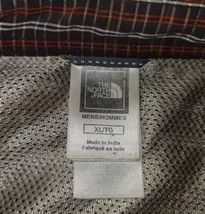 THE
NORTH
FACE
MENS/HOMMES
XL/TG
Made in India
Fabriqué en Inde